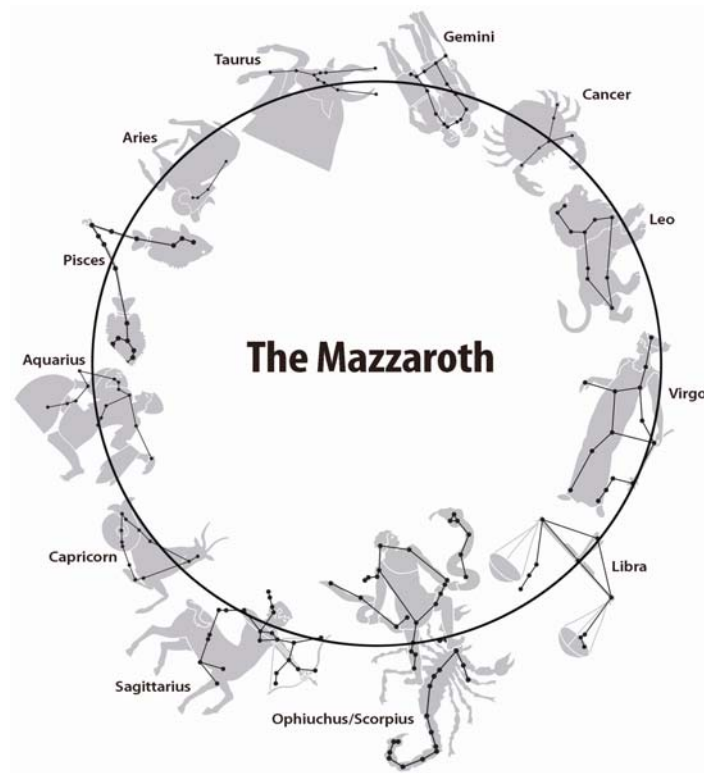 Gemini
Taurus
Cancer
Aries
Leo
Pisces
The Mazzaroth
Aquarius
Virgo
Capricorn
Libra
Sagittarius
Ophiuchus/Scorpius